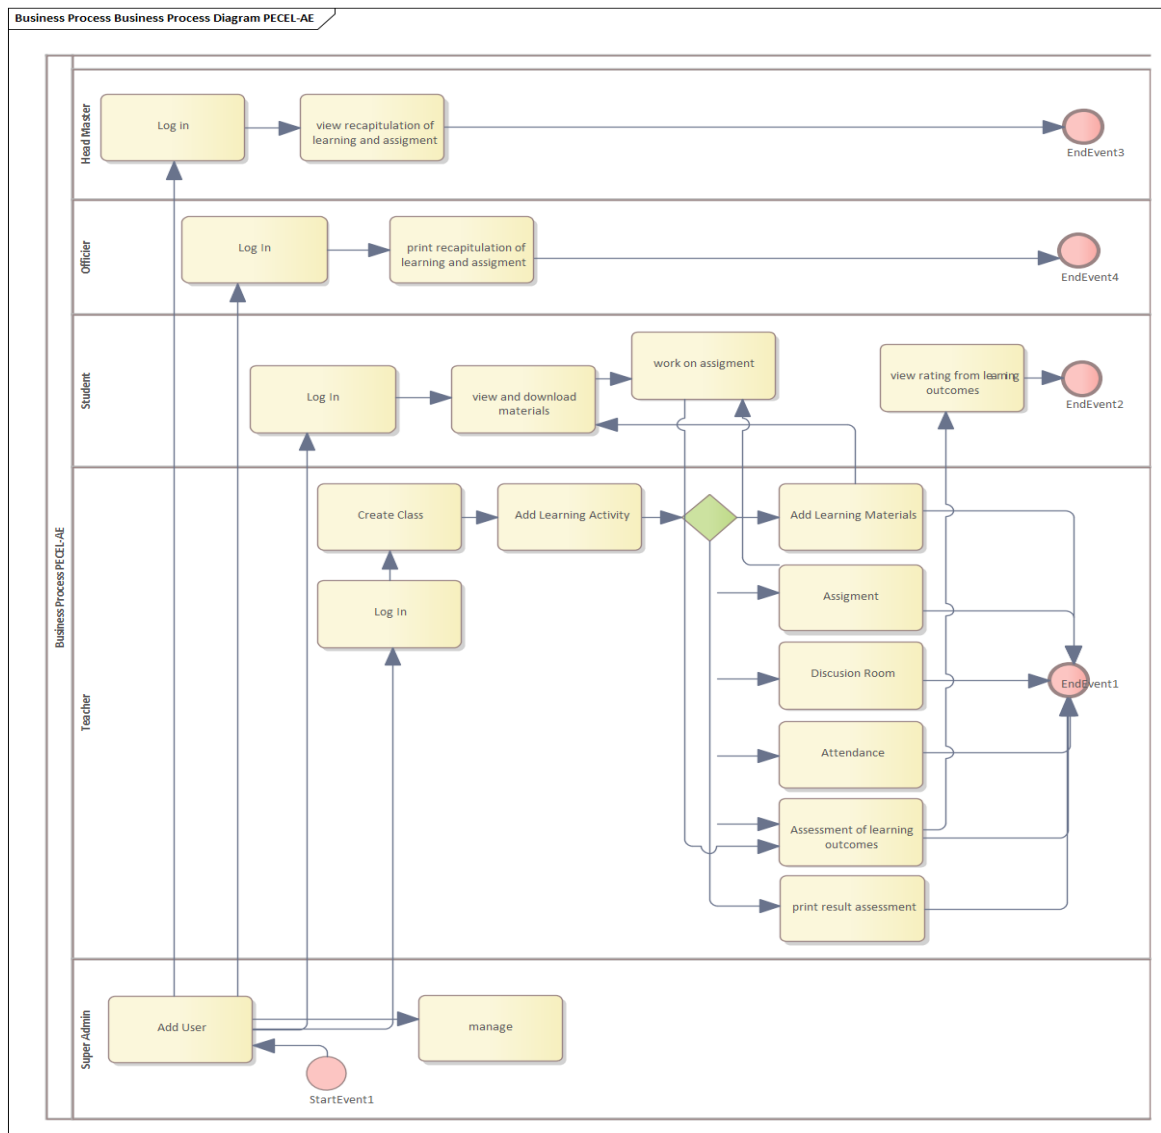 Business Process Business Process Diagram PECEL-AE
Business Process PECEL-AE
Head Master
Log in
view recapitulation of
learning and assigment
EndEvent3
Officier
Log In
print recapitulation of
learning and assigment
EndEvent4
Student
Log In
view and download
materials
work on assigment
view rating from learning
outcomes
EndEvent2
Teacher
Create Class
Add Learning Activity
Add Learning Materials
Log In
Assigment
Discusion Room
EndEvent1
Attendance
Assessment of learning
outcomes
print result assessment
Super Admin
Add User
manage
StartEvent1